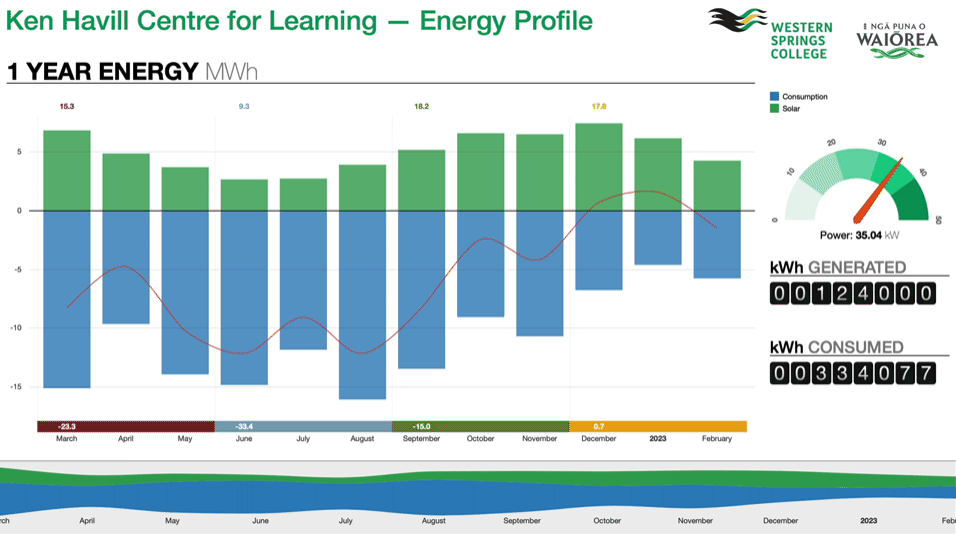 Ken Havill Centre for Learning — Energy Profile
WESTERN
SPRINGS
COLLEGE
NGĀ PUNA O
WAIŌREA
1 YEAR ENERGY MWh
15.3 9.3 18.2 17.8
Consumption
Solar
5
0
-5
-10
-15
-23.3 -33.4 -15.0 0.7
March April May June July August September October November December 2023 February
0 10 20 30 40 50
Power: 35.04 kW
kWh GENERATED
00124000
kWh CONSUMED
00334077
rch April May June July August September October November December 2023 Feb